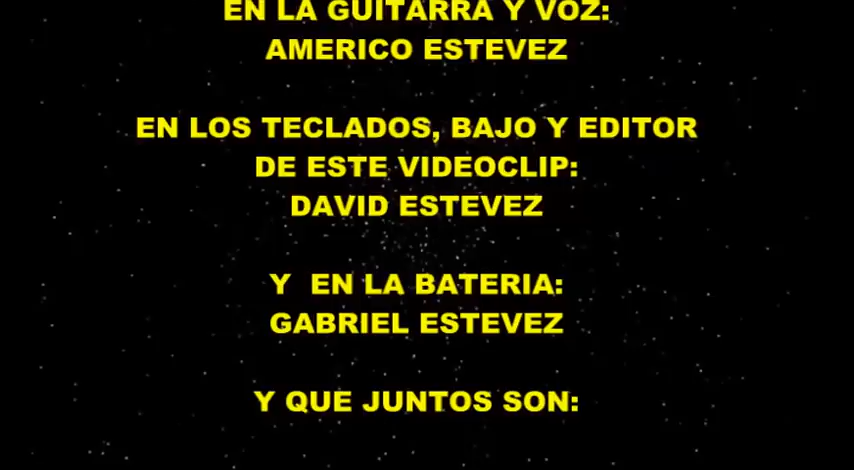 EN LA GUITARRA Y VOZ:
AMERICO ESTEVEZ
EN LOS TECLADOS, BAJO Y EDITOR
DE ESTE VIDEOCLIP:
DAVID ESTEVEZ
Y EN LA BATERIA:
GABRIEL ESTEVEZ
Y QUE JUNTOS SON: